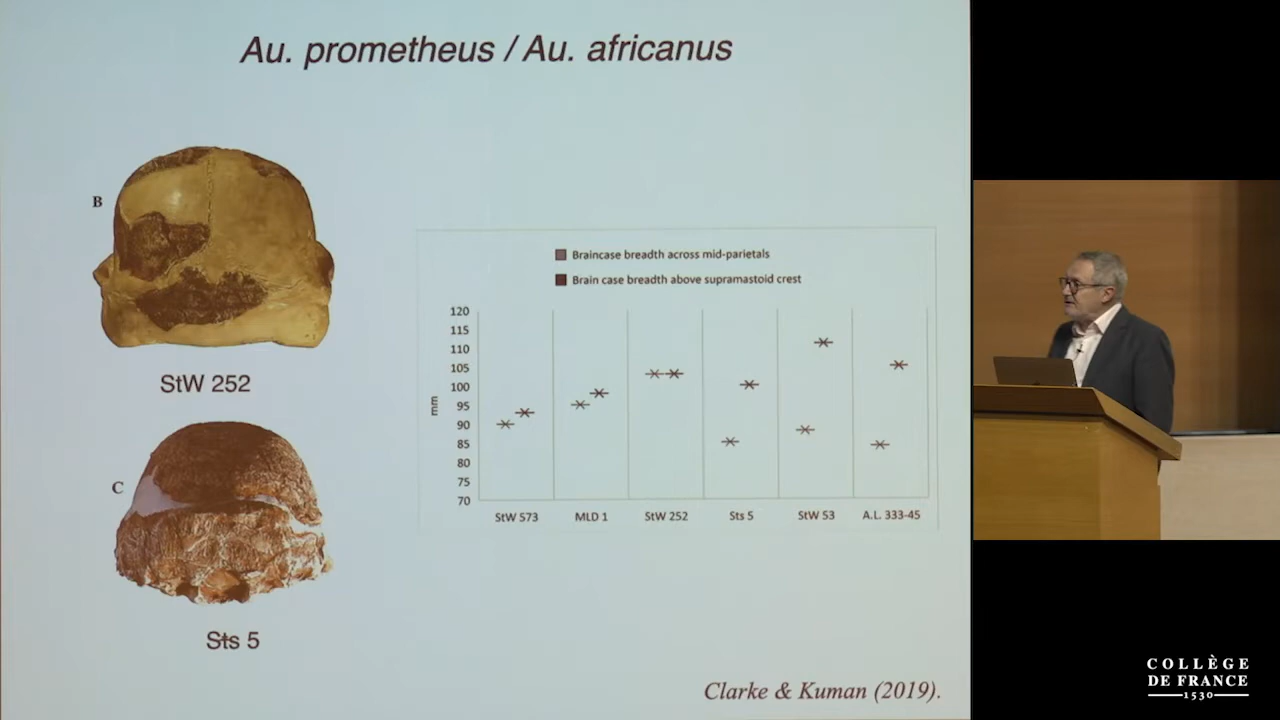 Au. prometheus / Au. africanus
B
StW 252
C
Sts 5
Braincase breadth across mid-parietals
Brain case breadth above supramastoid crest
120
115
110
105
100
95
90
85
80
75
70
mm
StW 573
MLD 1
StW 252
Sts 5
StW 53
A.L. 333-45
Clarke & Kuman (2019).
COLLÈGE
DE FRANCE
1530